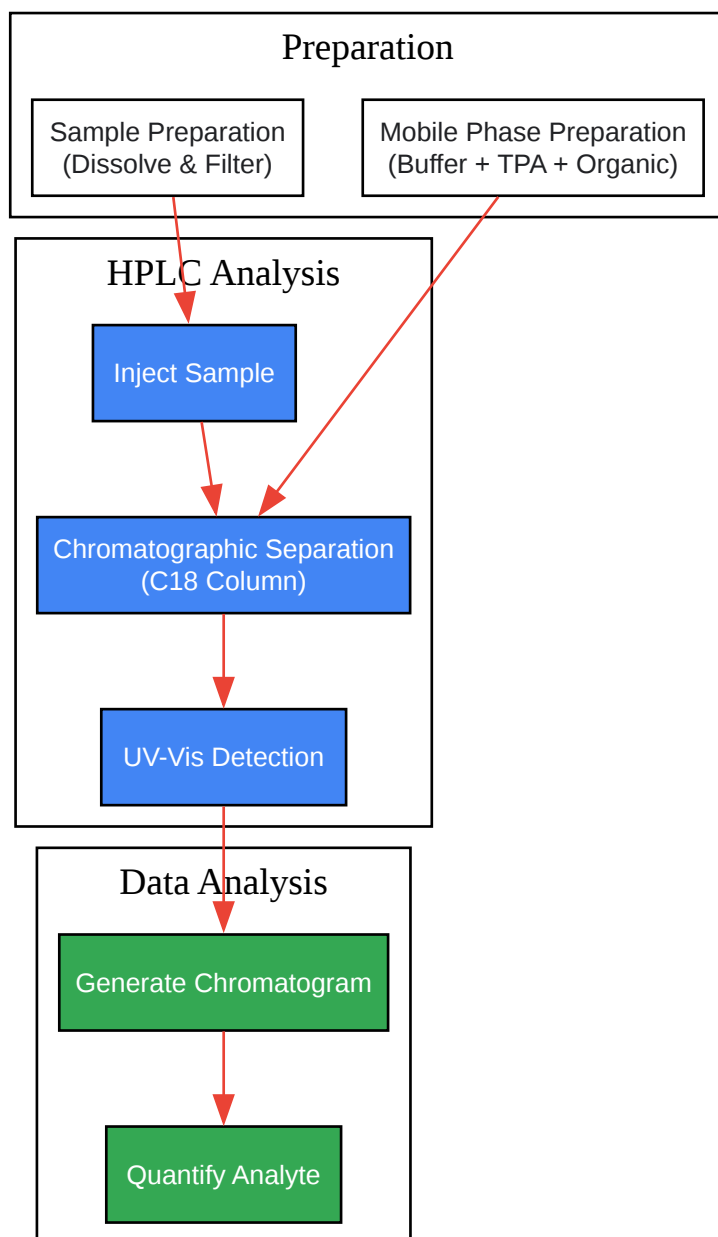 Preparation
Sample Preparation
(Dissolve & Filter)
Mobile Phase Preparation
(Buffer + TPA + Organic)
HPLC Analysis
Inject Sample
Chromatographic Separation
(C18 Column)
UV-Vis Detection
Data Analysis
Generate Chromatogram
Quantify Analyte